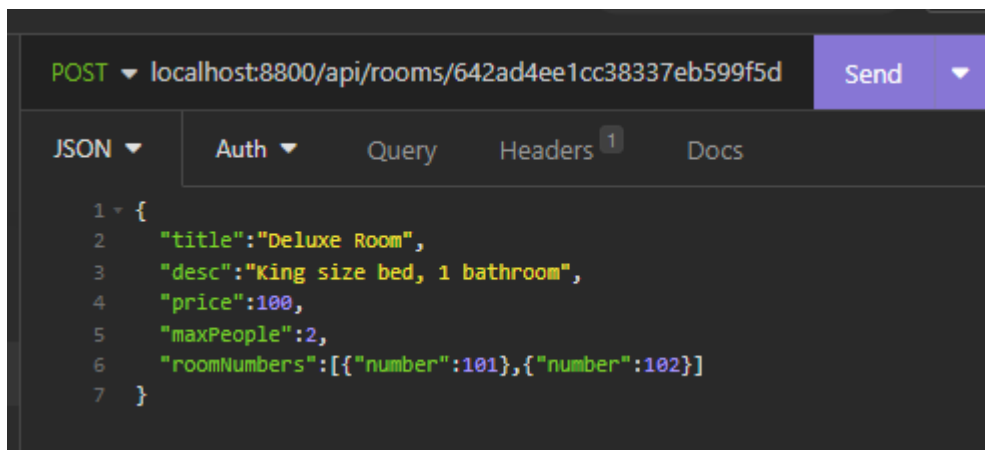 POST localhost:8800/api/rooms/642ad4ee1cc38337eb599f5d Send
JSON Auth Query Headers 1 Docs
1 {
2 "title":"Deluxe Room",
3 "desc":"King size bed, 1 bathroom",
4 "price":100,
5 "maxPeople":2,
6 "roomNumbers":[{"number":101},{"number":102}]
7 }